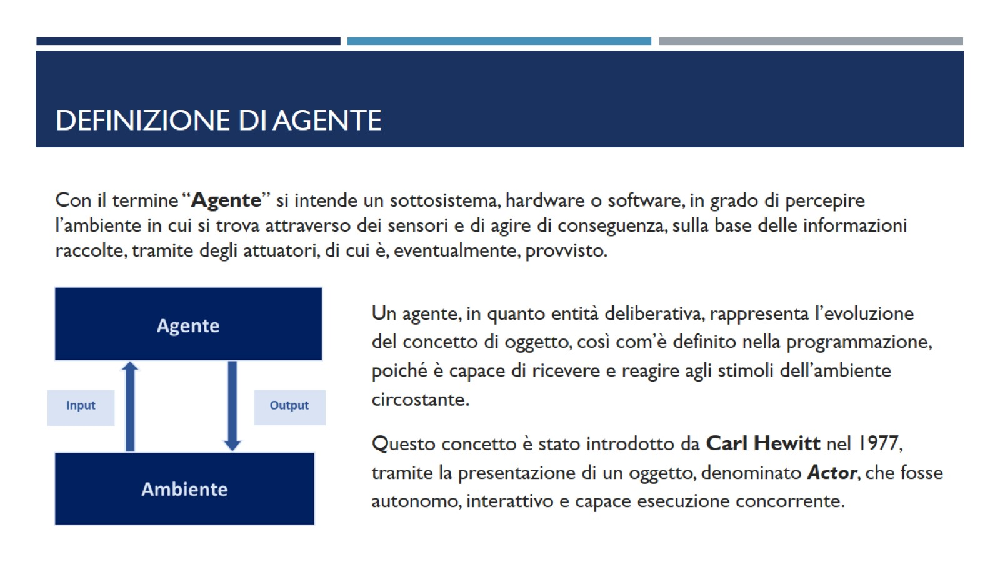 DEFINIZIONE DI AGENTE
Con il termine “Agente” si intende un sottosistema, hardware o software, in grado di percepire
l’ambiente in cui si trova attraverso dei sensori e di agire di conseguenza, sulla base delle informazioni
raccolte, tramite degli attuatori, di cui è, eventualmente, provvisto.
Agente
Input
Output
Ambiente
Un agente, in quanto entità deliberativa, rappresenta l’evoluzione
del concetto di oggetto, così com’è definito nella programmazione,
poiché è capace di ricevere e reagire agli stimoli dell’ambiente
circostante.
Questo concetto è stato introdotto da Carl Hewitt nel 1977,
tramite la presentazione di un oggetto, denominato Actor, che fosse
autonomo, interattivo e capace esecuzione concorrente.